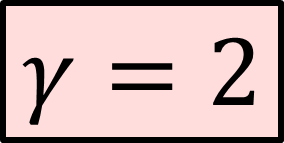 γ = 2